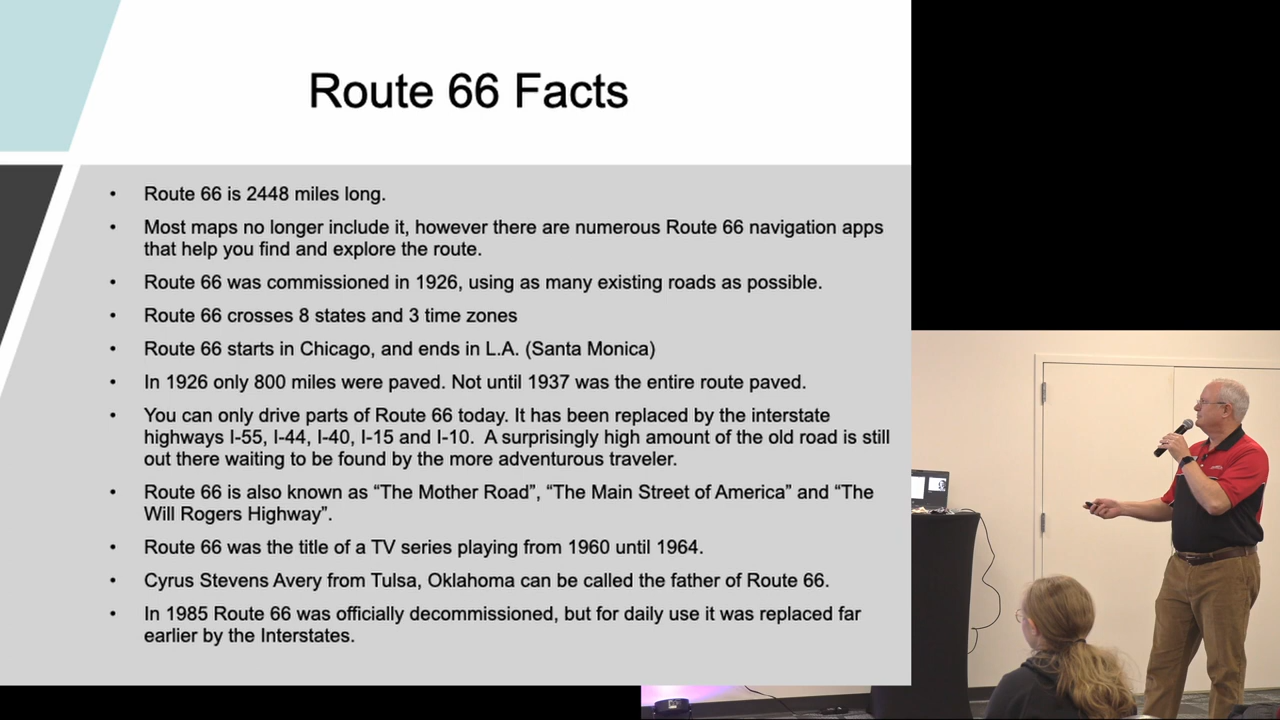 Route 66 Facts
• Route 66 is 2448 miles long.
• Most maps no longer include it, however there are numerous Route 66 navigation apps
that help you find and explore the route.
• Route 66 was commissioned in 1926, using as many existing roads as possible.
• Route 66 crosses 8 states and 3 time zones
• Route 66 starts in Chicago, and ends in L.A. (Santa Monica)
• In 1926 only 800 miles were paved. Not until 1937 was the entire route paved.
• You can only drive parts of Route 66 today. It has been replaced by the interstate
highways I-55, I-44, I-40, I-15 and I-10.  A surprisingly high amount of the old road is still
out there waiting to be found by the more adventurous traveler.
• Route 66 is also known as “The Mother Road”, “The Main Street of America” and “The
Will Rogers Highway”.
• Route 66 was the title of a TV series playing from 1960 until 1964.
• Cyrus Stevens Avery from Tulsa, Oklahoma can be called the father of Route 66.
• In 1985 Route 66 was officially decommissioned, but for daily use it was replaced far
earlier by the Interstates.